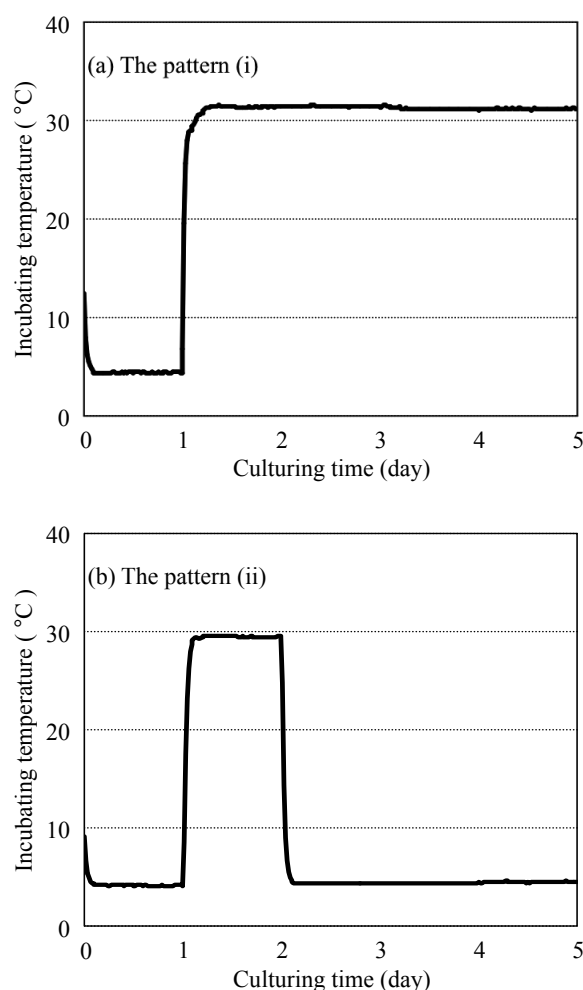 40
(a) The pattern (i)
30
20
10
0
Incubating temperature ( °C)
0 1 2 3 4 5
Culturing time (day)
40
(b) The pattern (ii)
30
20
10
0
Incubating temperature ( °C)
0 1 2 3 4 5
Culturing time (day)